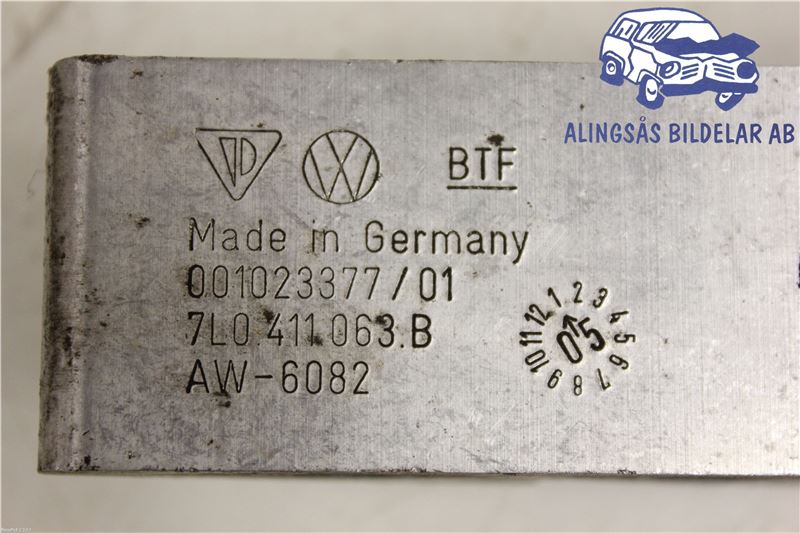 ALINGSÅS BILDELAR AB
BTF
Made in Germany
001023377/01
7L0.411.063.B
AW-6082
1 2 3 4 5 6 7 8 9 10 11 12
05